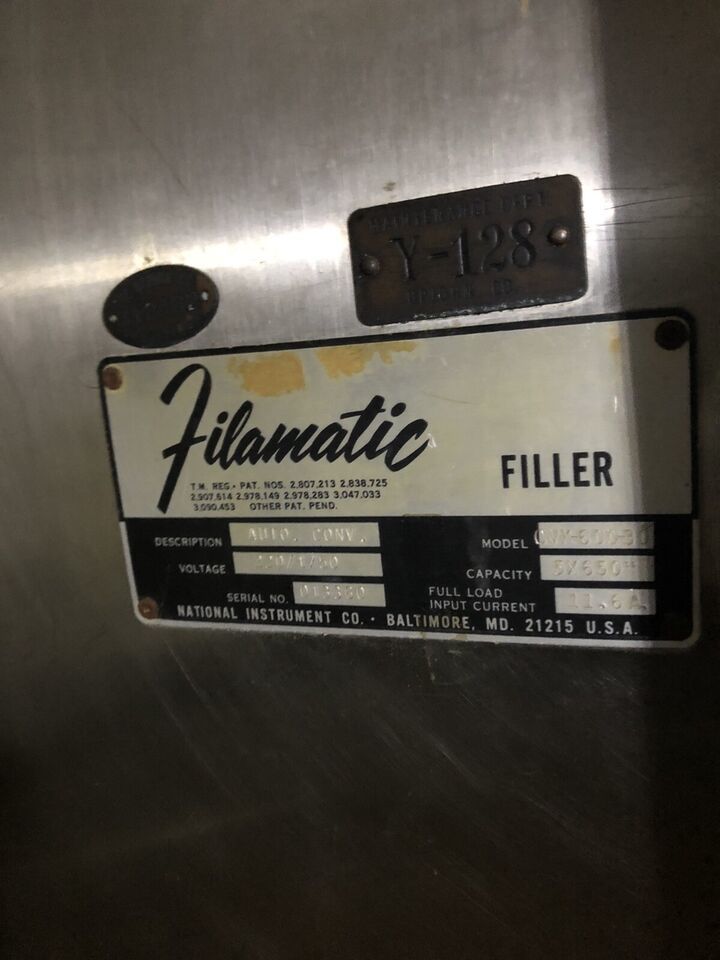 MAINTENANCE DEPT.
Y-128
Filamatic
FILLER
T.M. REG. • PAT. NOS. 2.807,213 2.838.725
2.907,614 2.978,149 2.978,283 3.047,033
3,090,453 OTHER PAT. PEND.
DESCRIPTION AUTO. CONV.
MODEL
VOLTAGE
CAPACITY
SERIAL NO.
FULL LOAD
INPUT CURRENT 11.6A
NATIONAL INSTRUMENT CO. • BALTIMORE, MD. 21215 U.S.A.